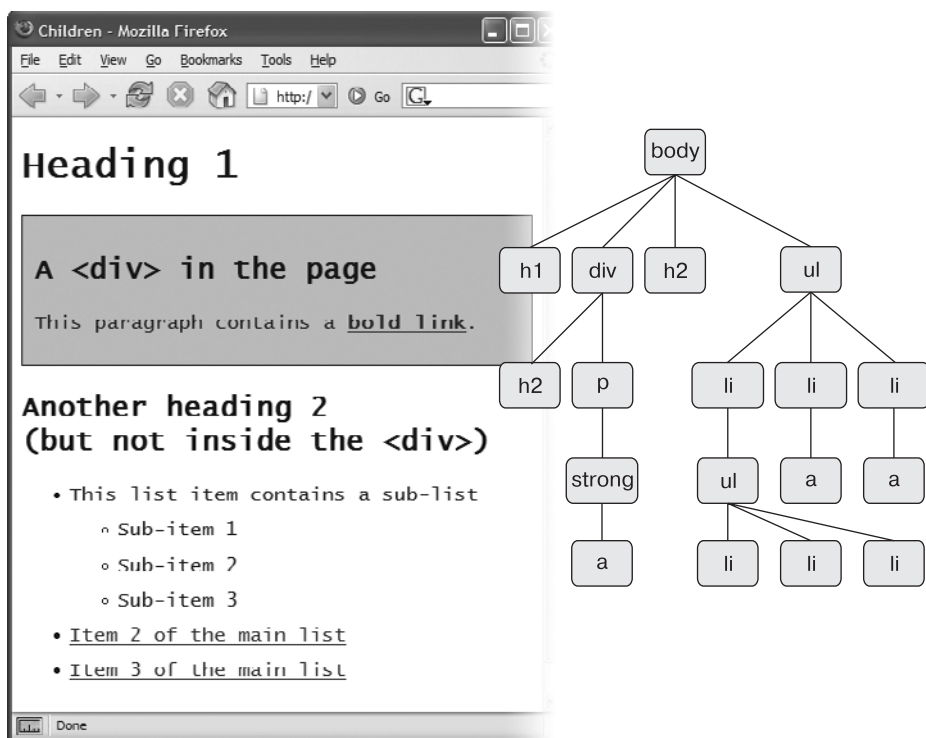 Children - Mozilla Firefox
File Edit View Go Bookmarks Tools Help
http:/ Go G
Heading 1
A <div> in the page
This paragraph contains a bold link.
Another heading 2
(but not inside the <div>)
• This list item contains a sub-list
◦ Sub-item 1
◦ Sub-item 2
◦ Sub-item 3
• Item 2 of the main list
• Item 3 of the main list
Done
body
h1 div h2 ul
h2 p li li li
strong ul a a
a li li li